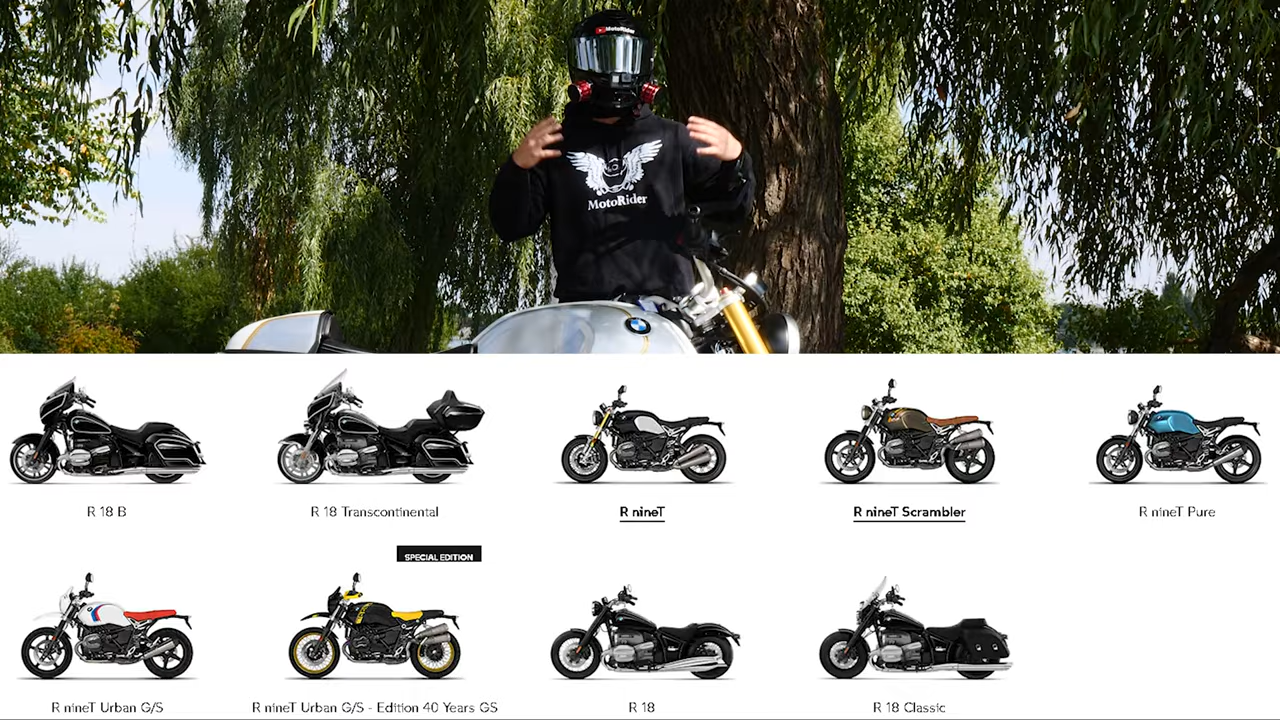 MotoRider
MotoRider
R 18 B
R 18 Transcontinental
R nineT
R nineT Scrambler
R nineT Pure
SPECIAL EDITION
R nineT Urban G/S
R nineT Urban G/S - Edition 40 Years GS
R 18
R 18 Classic